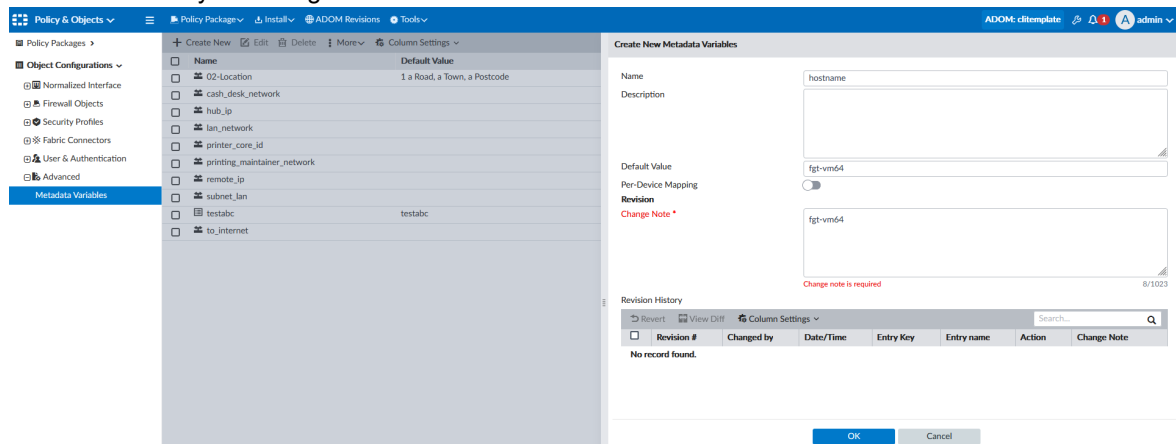 Policy & Objects
Policy Package
Install
ADOM Revisions
Tools
ADOM: clitemplate
1
A
admin
Policy Packages
Object Configurations
Normalized Interface
Firewall Objects
Security Profiles
Fabric Connectors
User & Authentication
Advanced
Metadata Variables
Create New
Edit
Delete
More
Column Settings
Name
Default Value
02-Location
1 a Road, a Town, a Postcode
cash_desk_network
hub_ip
lan_network
printer_core_id
printing_maintainer_network
remote_ip
subnet_lan
testabc
testabc
to_internet
Create New Metadata Variables
Name
hostname
Description
Default Value
fgt-vm64
Per-Device Mapping
Revision
Change Note *
fgt-vm64
Change note is required
8/1023
Revision History
Revert
View Diff
Column Settings
Search...
Revision #
Changed by
Date/Time
Entry Key
Entry name
Action
Change Note
No record found.
OK
Cancel